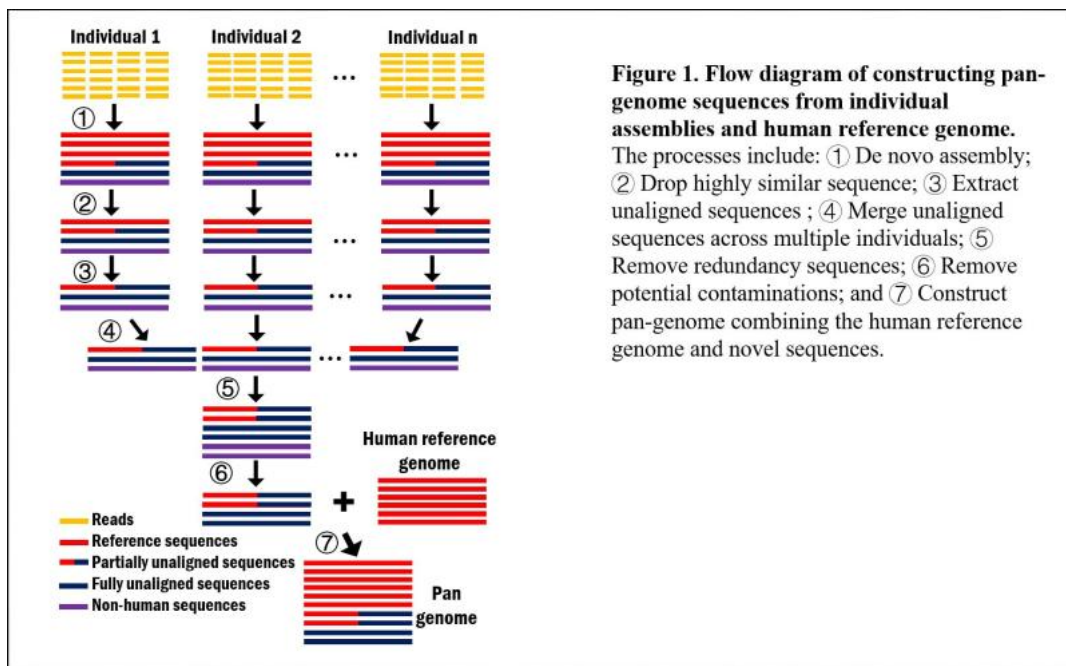 Individual 1
Individual 2
Individual n
...
Figure 1. Flow diagram of constructing pan-
genome sequences from individual
assemblies and human reference genome.
The processes include: ① De novo assembly;
② Drop highly similar sequence; ③ Extract
unaligned sequences ; ④ Merge unaligned
sequences across multiple individuals; ⑤
Remove redundancy sequences; ⑥ Remove
potential contaminations; and ⑦ Construct
pan-genome combining the human reference
genome and novel sequences.
①
...
②
...
③
...
④
...
⑤
Human reference
genome
⑥
+
⑦
Reads
Reference sequences
Partially unaligned sequences
Fully unaligned sequences
Non-human sequences
Pan
genome